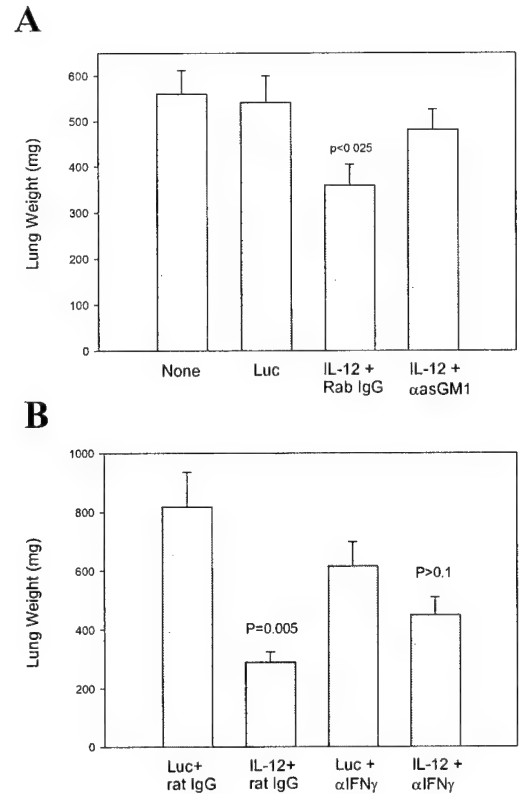 A
Lung Weight (mg)
600
500
400
300
200
100
0
p<0 025
None
Luc
IL-12 +
Rab IgG
IL-12 +
αasGM1
B
Lung Weight (mg)
1000
800
600
400
200
0
P=0.005
P>0.1
Luc+
rat IgG
IL-12+
rat IgG
Luc +
αIFNγ
IL-12 +
αIFNγ